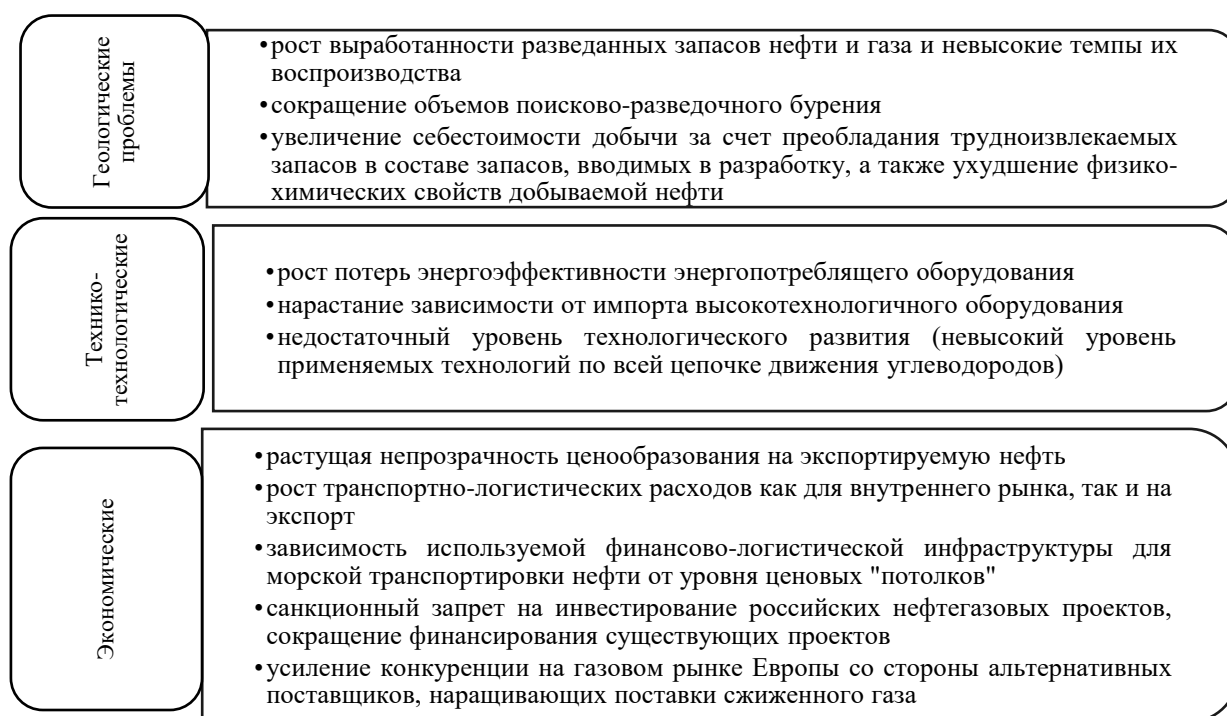 Геологические
проблемы
•рост выработанности разведанных запасов нефти и газа и невысокие темпы их
воспроизводства
•сокращение объемов поисково-разведочного бурения
•увеличение себестоимости добычи за счет преобладания трудноизвлекаемых
запасов в составе запасов, вводимых в разработку, а также ухудшение физико-
химических свойств добываемой нефти
Технико-
технологические
•рост потерь энергоэффективности энергопотреблящего оборудования
•нарастание зависимости от импорта высокотехнологичного оборудования
•недостаточный уровень технологического развития (невысокий уровень
применяемых технологий по всей цепочке движения углеводородов)
Экономические
•растущая непрозрачность ценообразования на экспортируемую нефть
•рост транспортно-логистических расходов как для внутреннего рынка, так и на
экспорт
•зависимость используемой финансово-логистической инфраструктуры для
морской транспортировки нефти от уровня ценовых "потолков"
•санкционный запрет на инвестирование российских нефтегазовых проектов,
сокращение финансирования существующих проектов
•усиление конкуренции на газовом рынке Европы со стороны альтернативных
поставщиков, наращивающих поставки сжиженного газа